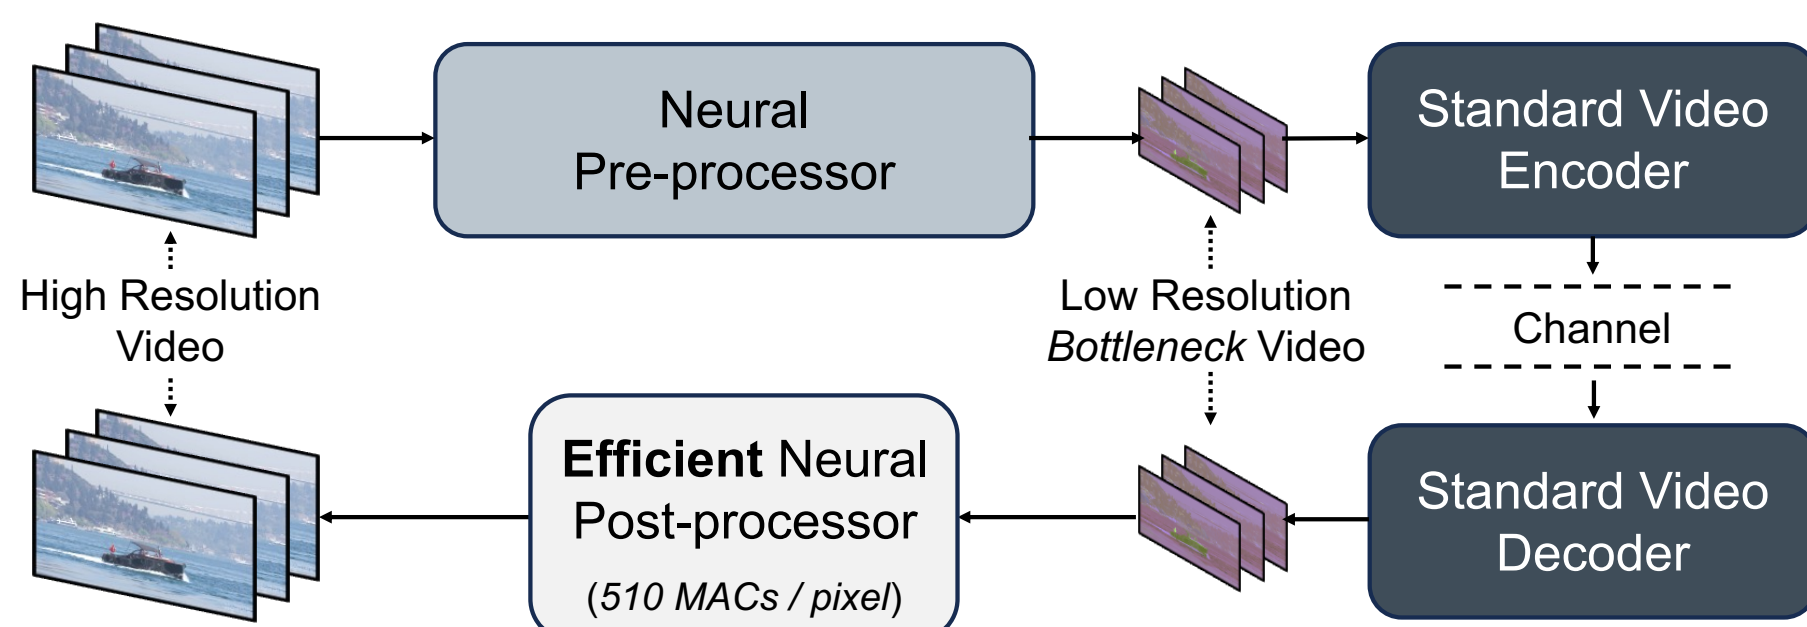 Neural
Pre-processor
Standard Video
Encoder
High Resolution
Video
Low Resolution
Bottleneck Video
Channel
Efficient Neural
Post-processor
(510 MACs / pixel)
Standard Video
Decoder